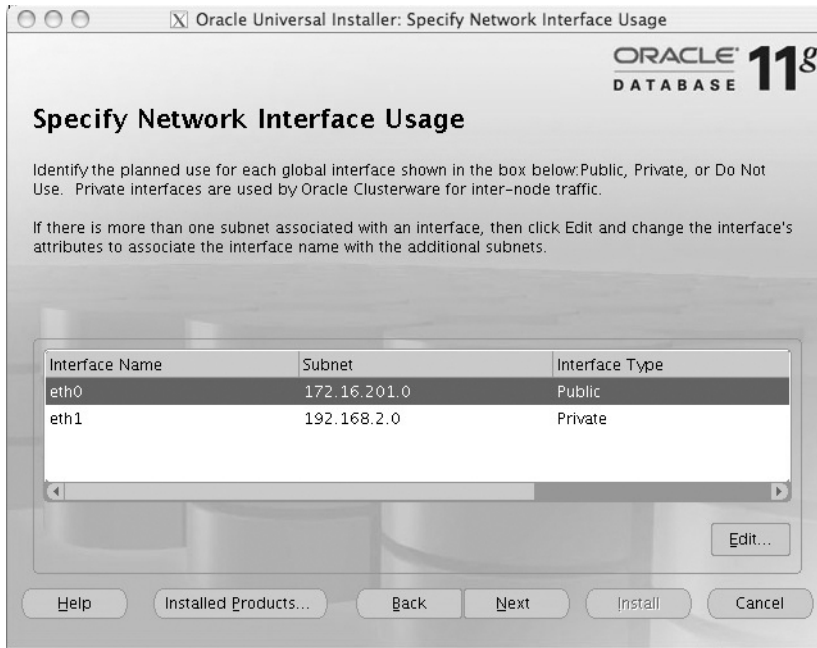 Oracle Universal Installer: Specify Network Interface Usage
ORACLE
DATABASE 11g
Specify Network Interface Usage
Identify the planned use for each global interface shown in the box below:Public, Private, or Do Not
Use. Private interfaces are used by Oracle Clusterware for inter-node traffic.
If there is more than one subnet associated with an interface, then click Edit and change the interface's
attributes to associate the interface name with the additional subnets.
Interface Name Subnet Interface Type
eth0 172.16.201.0 Public
eth1 192.168.2.0 Private
Edit...
Help Installed Products... Back Next Install Cancel